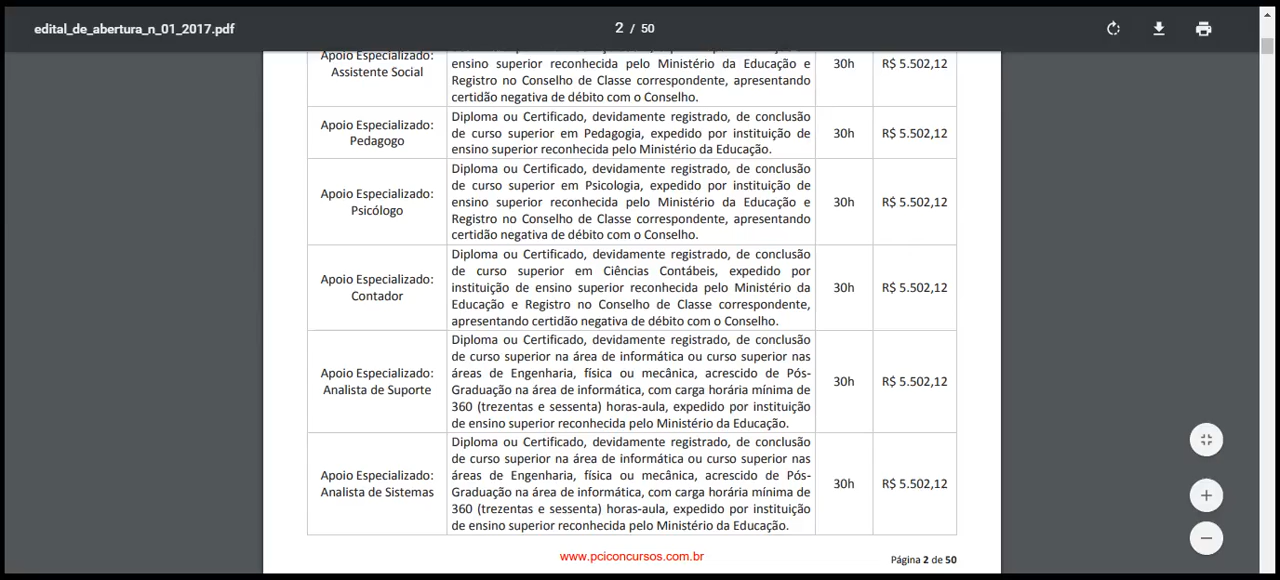 edital_de_abertura_n_01_2017.pdf
2 / 50
Apoio Especializado:
Assistente Social
ensino superior reconhecida pelo Ministério da Educação e
Registro no Conselho de Classe correspondente, apresentando
certidão negativa de débito com o Conselho.
30h
R$ 5.502,12
Apoio Especializado:
Pedagogo
Diploma ou Certificado, devidamente registrado, de conclusão
de curso superior em Pedagogia, expedido por instituição de
ensino superior reconhecida pelo Ministério da Educação.
30h
R$ 5.502,12
Apoio Especializado:
Psicólogo
Diploma ou Certificado, devidamente registrado, de conclusão
de curso superior em Psicologia, expedido por instituição de
ensino superior reconhecida pelo Ministério da Educação e
Registro no Conselho de Classe correspondente, apresentando
certidão negativa de débito com o Conselho.
30h
R$ 5.502,12
Apoio Especializado:
Contador
Diploma ou Certificado, devidamente registrado, de conclusão
de curso superior em Ciências Contábeis, expedido por
instituição de ensino superior reconhecida pelo Ministério da
Educação e Registro no Conselho de Classe correspondente,
apresentando certidão negativa de débito com o Conselho.
30h
R$ 5.502,12
Apoio Especializado:
Analista de Suporte
Diploma ou Certificado, devidamente registrado, de conclusão
de curso superior na área de informática ou curso superior nas
áreas de Engenharia, física ou mecânica, acrescido de Pós-
Graduação na área de informática, com carga horária mínima de
360 (trezentas e sessenta) horas-aula, expedido por instituição
de ensino superior reconhecida pelo Ministério da Educação.
30h
R$ 5.502,12
Apoio Especializado:
Analista de Sistemas
Diploma ou Certificado, devidamente registrado, de conclusão
de curso superior na área de informática ou curso superior nas
áreas de Engenharia, física ou mecânica, acrescido de Pós-
Graduação na área de informática, com carga horária mínima de
360 (trezentas e sessenta) horas-aula, expedido por instituição
de ensino superior reconhecida pelo Ministério da Educação.
30h
R$ 5.502,12
www.pciconcursos.com.br
Página 2 de 50